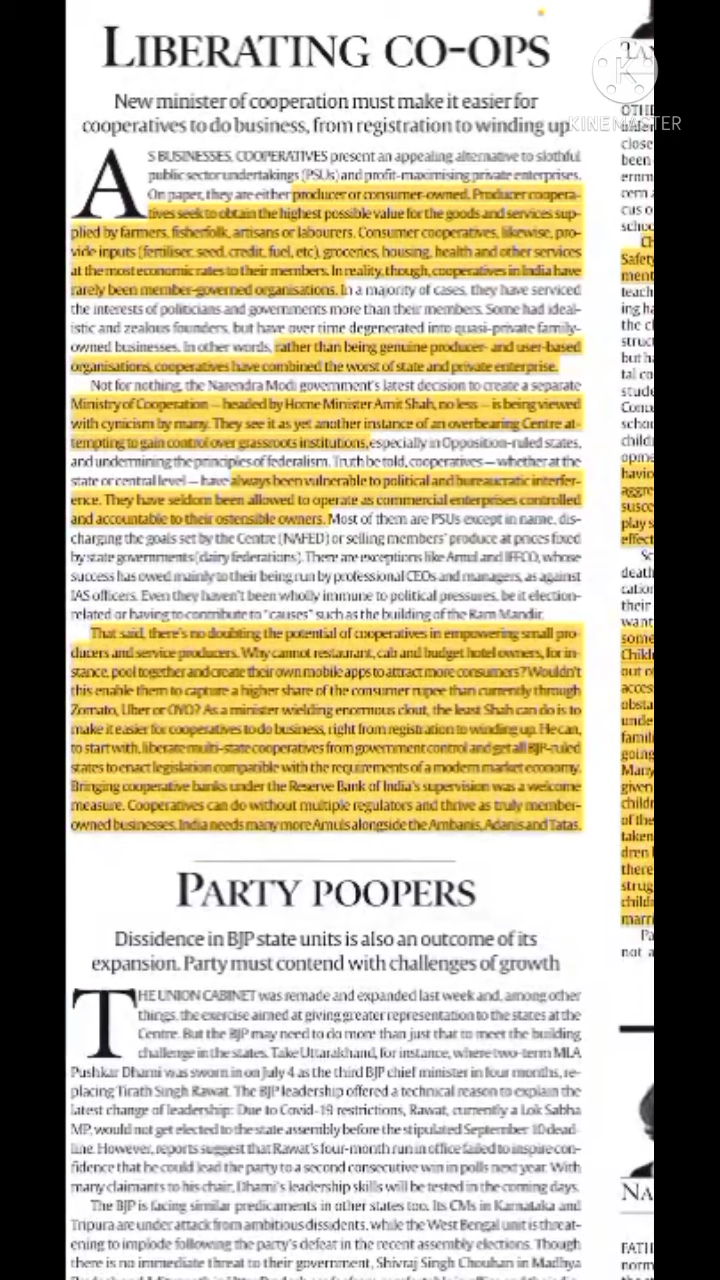 LIBERATING CO-OPS
New minister of cooperation must make it easier for
cooperatives to do business, from registration to winding up
AS BUSINESSES, COOPERATIVES present an appealing alternative to slothful
public sector undertakings (PSUs) and profit-maximising private enterprises.
On paper, they are either producer or consumer-owned. Producer coopera-
tives seek to obtain the highest possible value for the goods and services sup-
plied by farmers, fisherfolk, artisans or labourers. Consumer cooperatives, likewise, pro-
vide inputs (fertiliser, seed, credit, fuel, etc), groceries, housing, health and other services
at the most economic rates to their members. In reality, though, cooperatives in India have
rarely been member-governed organisations. In a majority of cases, they have serviced
the interests of politicians and governments more than their members. Some had ideal-
istic and zealous founders, but have over time degenerated into quasi-private family-
owned businesses. In other words, rather than being genuine producer- and user-based
organisations, cooperatives have combined the worst of state and private enterprise.
Not for nothing, the Narendra Modi government's latest decision to create a separate
Ministry of Cooperation — headed by Home Minister Amit Shah, no less — is being viewed
with cynicism by many. They see it as yet another instance of an overbearing Centre at-
tempting to gain control over grassroots institutions, especially in Opposition-ruled states,
and undermining the principles of federalism. Truth be told, cooperatives — whether at the
state or central level — have always been vulnerable to political and bureaucratic interfer-
ence. They have seldom been allowed to operate as commercial enterprises controlled
and accountable to their ostensible owners. Most of them are PSUs except in name, dis-
charging the goals set by the Centre (NAFED) or selling members' produce at prices fixed
by state governments (dairy federations). There are exceptions like Amul and IFFCO, whose
success has owed mainly to their being run by professional CEOs and managers, as against
IAS officers. Even they haven't been wholly immune to political pressures, be it election-
related or having to contribute to "causes" such as the building of the Ram Mandir.
That said, there's no doubting the potential of cooperatives in empowering small pro-
ducers and service producers. Why cannot restaurant, cab and budget hotel owners, for in-
stance, pool together and create their own mobile apps to attract more consumers? Wouldn't
this enable them to capture a higher share of the consumer rupee than currently through
Zomato, Uber or OYO? As a minister wielding enormous clout, the least Shah can do is to
make it easier for cooperatives to do business, right from registration to winding up. He can,
to start with, liberate multi-state cooperatives from government control and get all BJP-ruled
states to enact legislation compatible with the requirements of a modern market economy.
Bringing cooperative banks under the Reserve Bank of India's supervision was a welcome
measure. Cooperatives can do without multiple regulators and thrive as truly member-
owned businesses. India needs many more Amuls alongside the Ambanis, Adanis and Tatas.
PARTY POOPERS
Dissidence in BJP state units is also an outcome of its
expansion. Party must contend with challenges of growth
THE UNION CABINET was remade and expanded last week and, among other
things, the exercise aimed at giving greater representation to the states at the
Centre. But the BJP may need to do more than just that to meet the building
challenge in the states. Take Uttarakhand, for instance, where two-term MLA
Pushkar Dhami was sworn in on July 4 as the third BJP chief minister in four months, re-
placing Tirath Singh Rawat. The BJP leadership offered a technical reason to explain the
latest change of leadership: Due to Covid-19 restrictions, Rawat, currently a Lok Sabha
MP, would not get elected to the state assembly before the stipulated September 10 dead-
line. However, reports suggest that Rawat's four-month run in office failed to inspire con-
fidence that he could lead the party to a second consecutive win in polls next year. With
many claimants to his chair, Dhami's leadership skills will be tested in the coming days.
The BJP is facing similar predicaments in other states too. Its CMs in Karnataka and
Tripura are under attack from ambitious dissidents, while the West Bengal unit is threat-
ening to implode following the party's defeat in the recent assembly elections. Though
there is no immediate threat to their government, Shivraj Singh Chouhan in Madhya
KINEMASTER